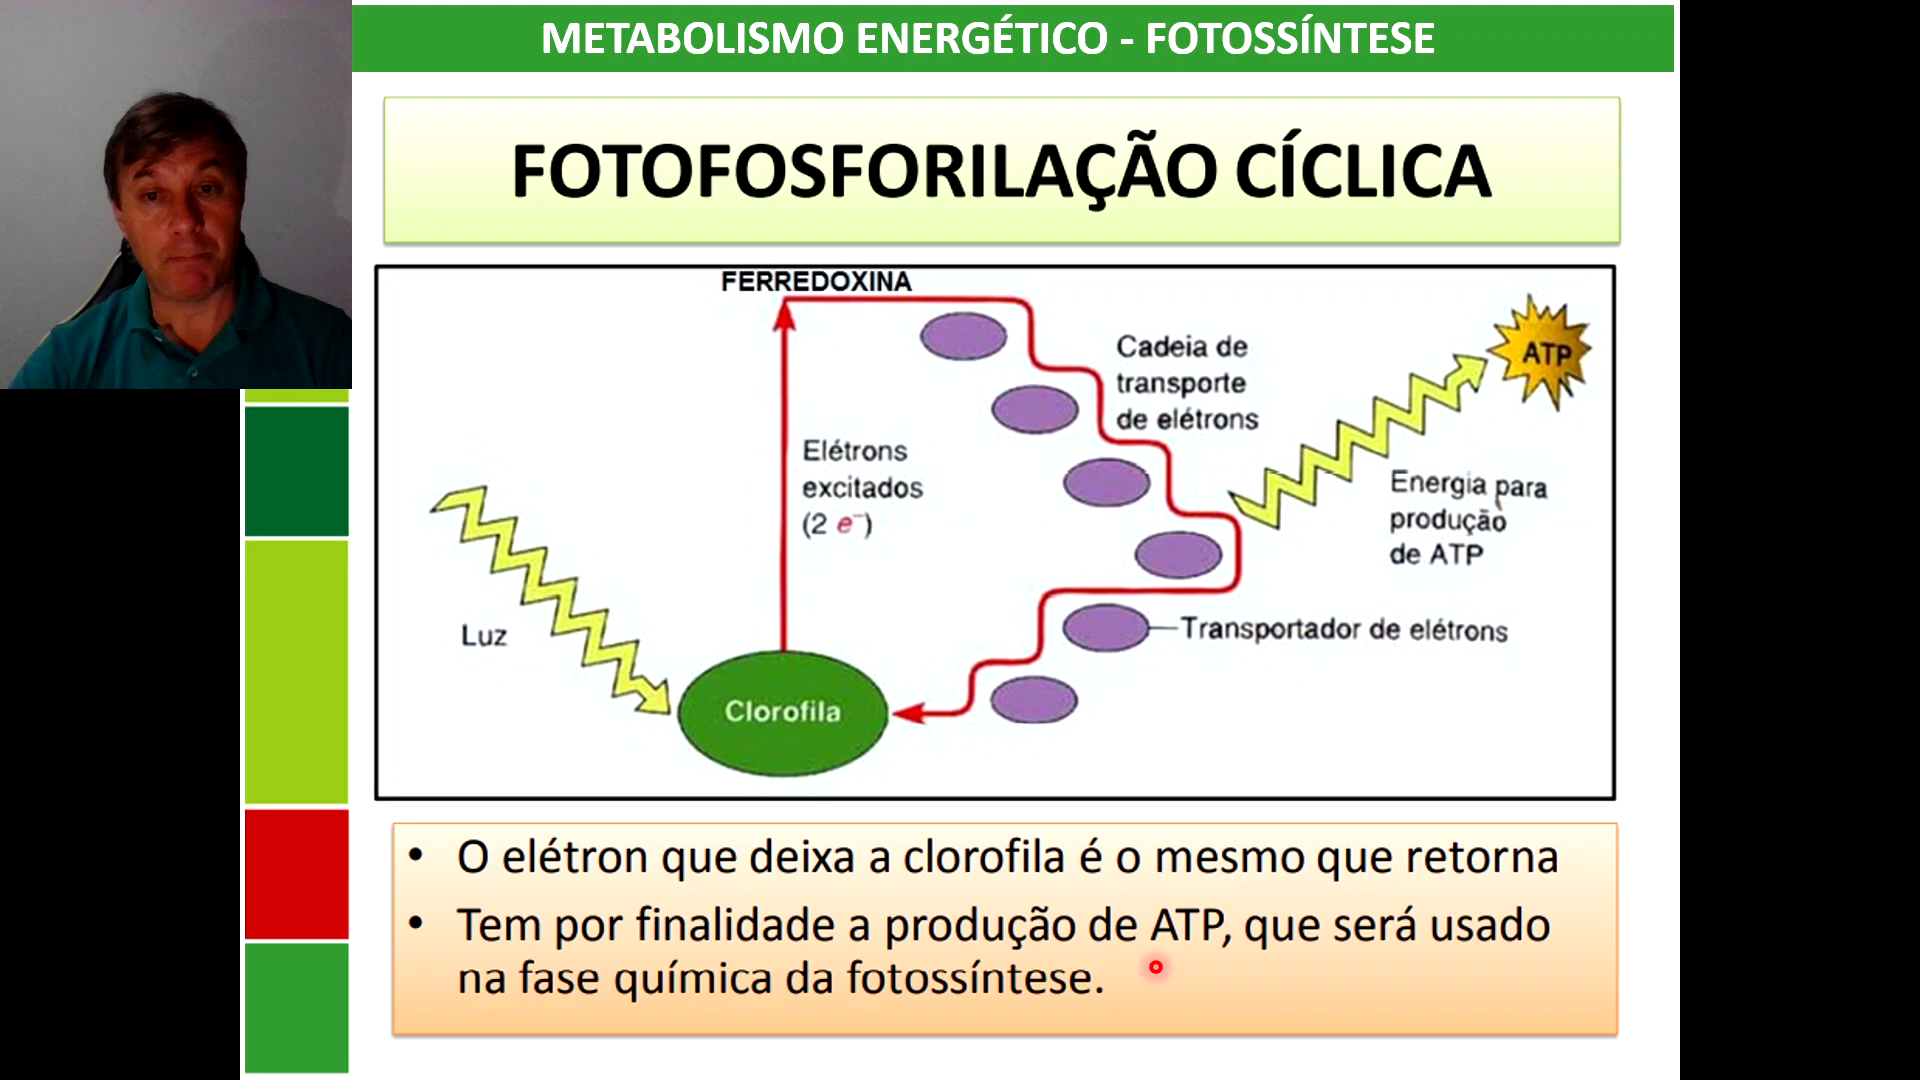 METABOLISMO ENERGÉTICO - FOTOSSÍNTESE
FOTOFOSFORILAÇÃO CÍCLICA
FERREDOXINA
Cadeia de
transporte
de elétrons
ATP
Elétrons
excitados
(2 e⁻)
Energia para
produção
de ATP
Luz
Transportador de elétrons
Clorofila
• O elétron que deixa a clorofila é o mesmo que retorna
• Tem por finalidade a produção de ATP, que será usado
na fase química da fotossíntese.